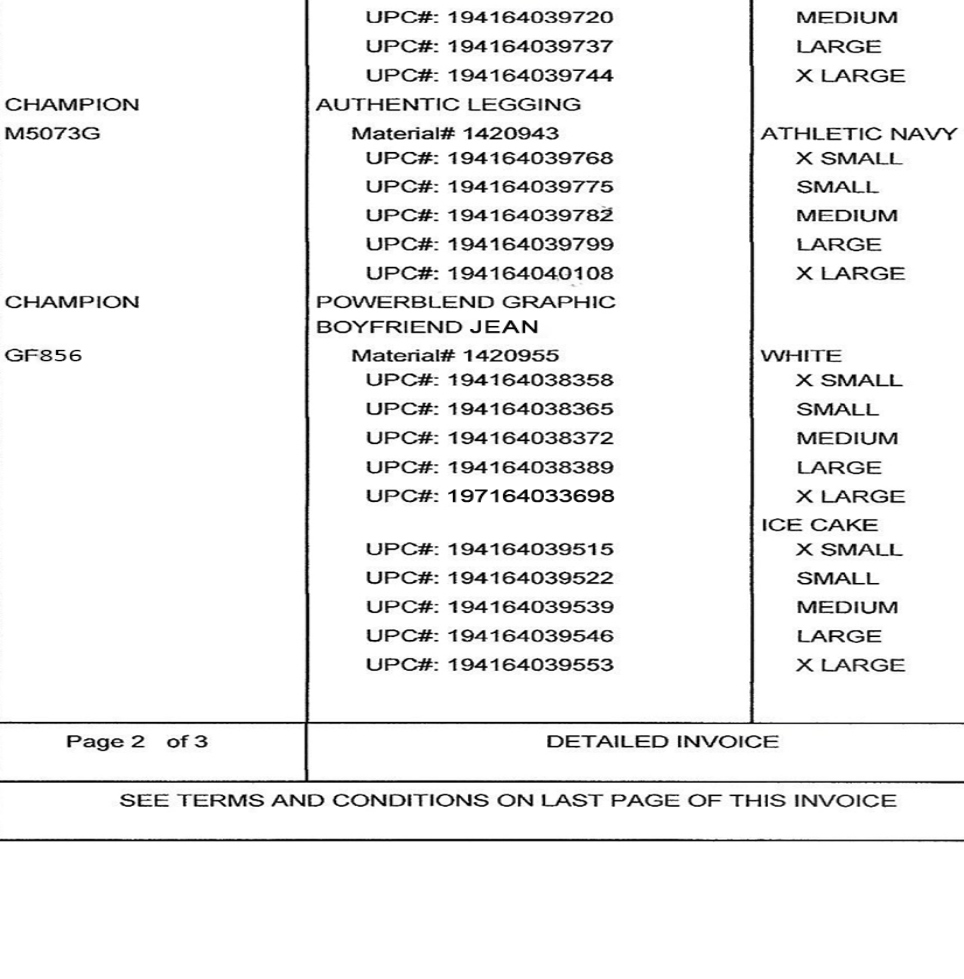 UPC#: 194164039720 MEDIUM
UPC#: 194164039737 LARGE
UPC#: 194164039744 X LARGE
CHAMPION AUTHENTIC LEGGING
M5073G Material# 1420943 ATHLETIC NAVY
UPC#: 194164039768 X SMALL
UPC#: 194164039775 SMALL
UPC#: 194164039782 MEDIUM
UPC#: 194164039799 LARGE
UPC#: 194164040108 X LARGE
CHAMPION POWERBLEND GRAPHIC
BOYFRIEND JEAN
GF856 Material# 1420955 WHITE
UPC#: 194164038358 X SMALL
UPC#: 194164038365 SMALL
UPC#: 194164038372 MEDIUM
UPC#: 194164038389 LARGE
UPC#: 197164033698 X LARGE
ICE CAKE
UPC#: 194164039515 X SMALL
UPC#: 194164039522 SMALL
UPC#: 194164039539 MEDIUM
UPC#: 194164039546 LARGE
UPC#: 194164039553 X LARGE
Page 2 of 3 DETAILED INVOICE
SEE TERMS AND CONDITIONS ON LAST PAGE OF THIS INVOICE